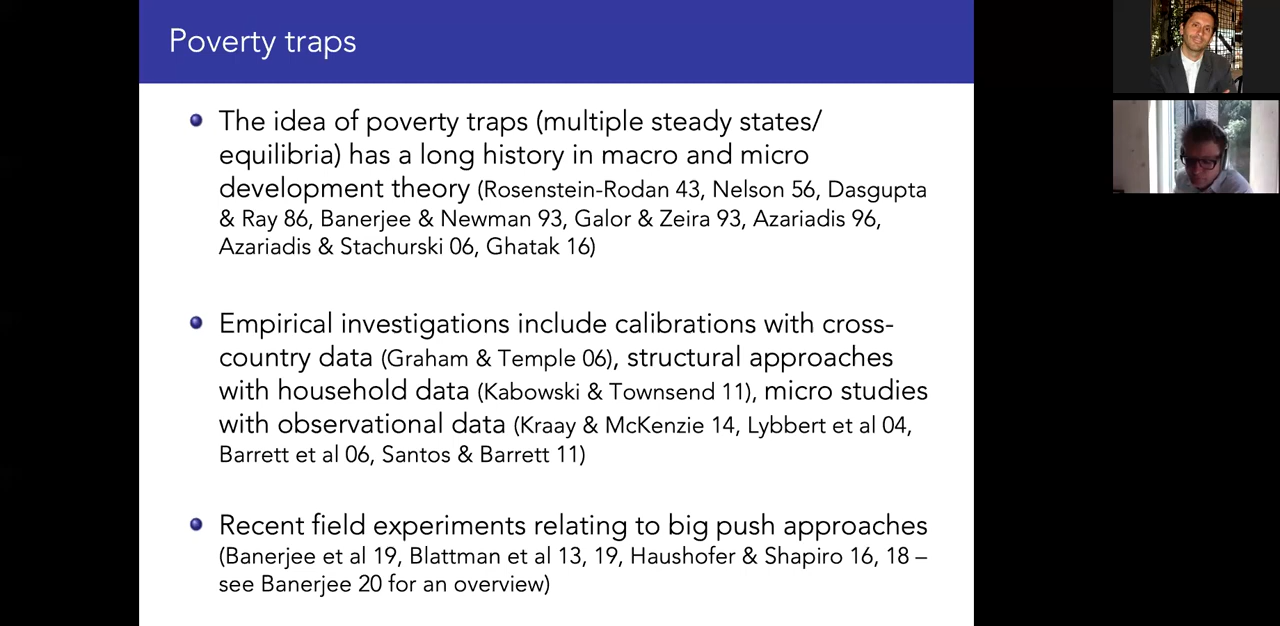 Poverty traps
The idea of poverty traps (multiple steady states/
equilibria) has a long history in macro and micro
development theory (Rosenstein-Rodan 43, Nelson 56, Dasgupta
& Ray 86, Banerjee & Newman 93, Galor & Zeira 93, Azariadis 96,
Azariadis & Stachurski 06, Ghatak 16)
Empirical investigations include calibrations with cross-
country data (Graham & Temple 06), structural approaches
with household data (Kabowski & Townsend 11), micro studies
with observational data (Kraay & McKenzie 14, Lybbert et al 04,
Barrett et al 06, Santos & Barrett 11)
Recent field experiments relating to big push approaches
(Banerjee et al 19, Blattman et al 13, 19, Haushofer & Shapiro 16, 18 –
see Banerjee 20 for an overview)